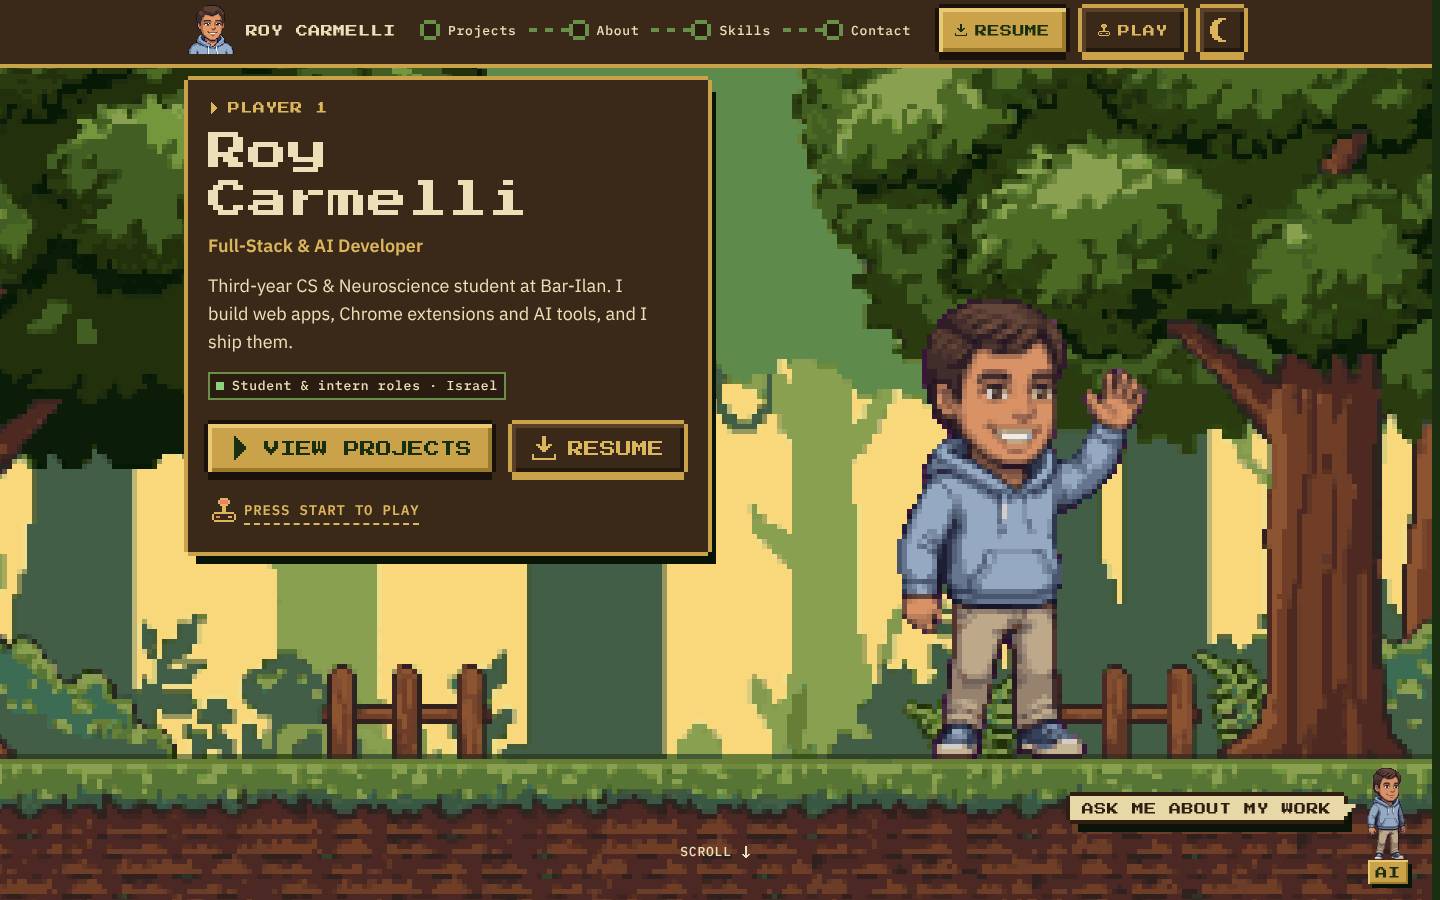 ROY CARMELLI
Projects
About
Skills
Contact
RESUME
PLAY
PLAYER 1
Roy
Carmelli
Full-Stack & AI Developer
Third-year CS & Neuroscience student at Bar-Ilan. I
build web apps, Chrome extensions and AI tools, and I
ship them.
Student & intern roles · Israel
VIEW PROJECTS
RESUME
PRESS START TO PLAY
ASK ME ABOUT MY WORK
SCROLL ↓
AI